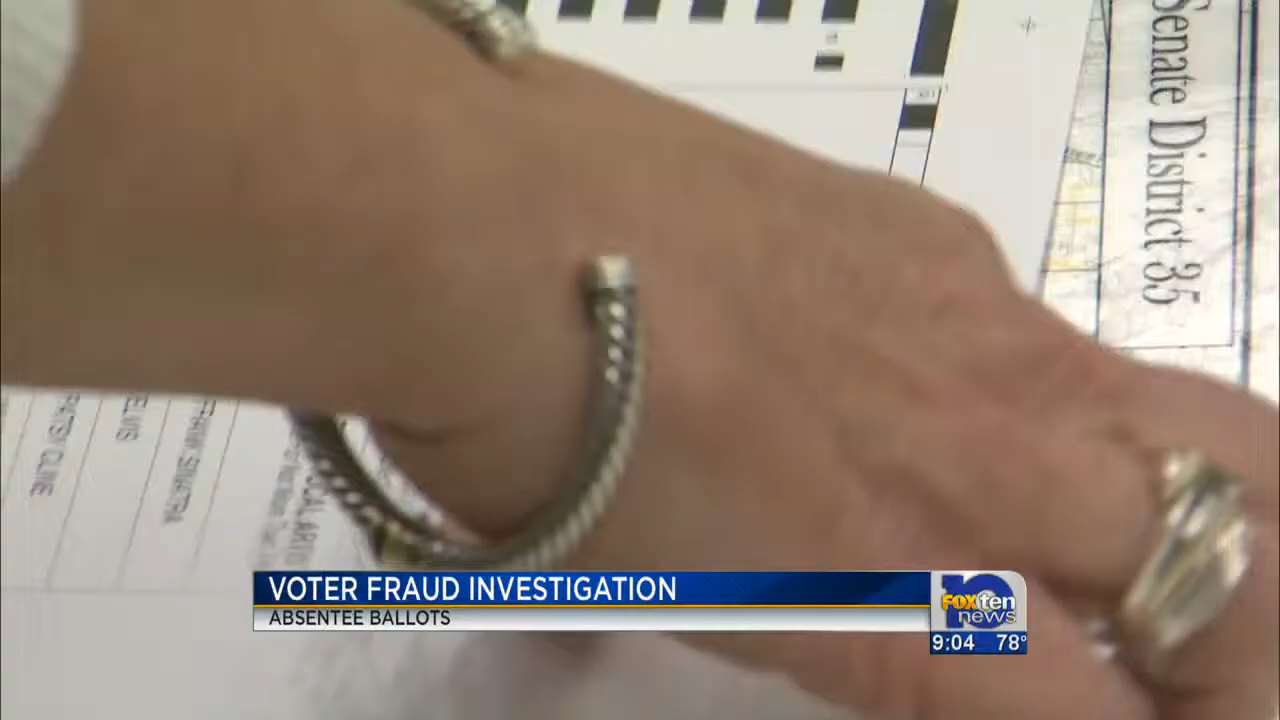 Senate District 35
PATSY CLINE
ELVIS
FRANK SINATRA
VOTER FRAUD INVESTIGATION
ABSENTEE BALLOTS
10
FOX ten
news
9:04 78°